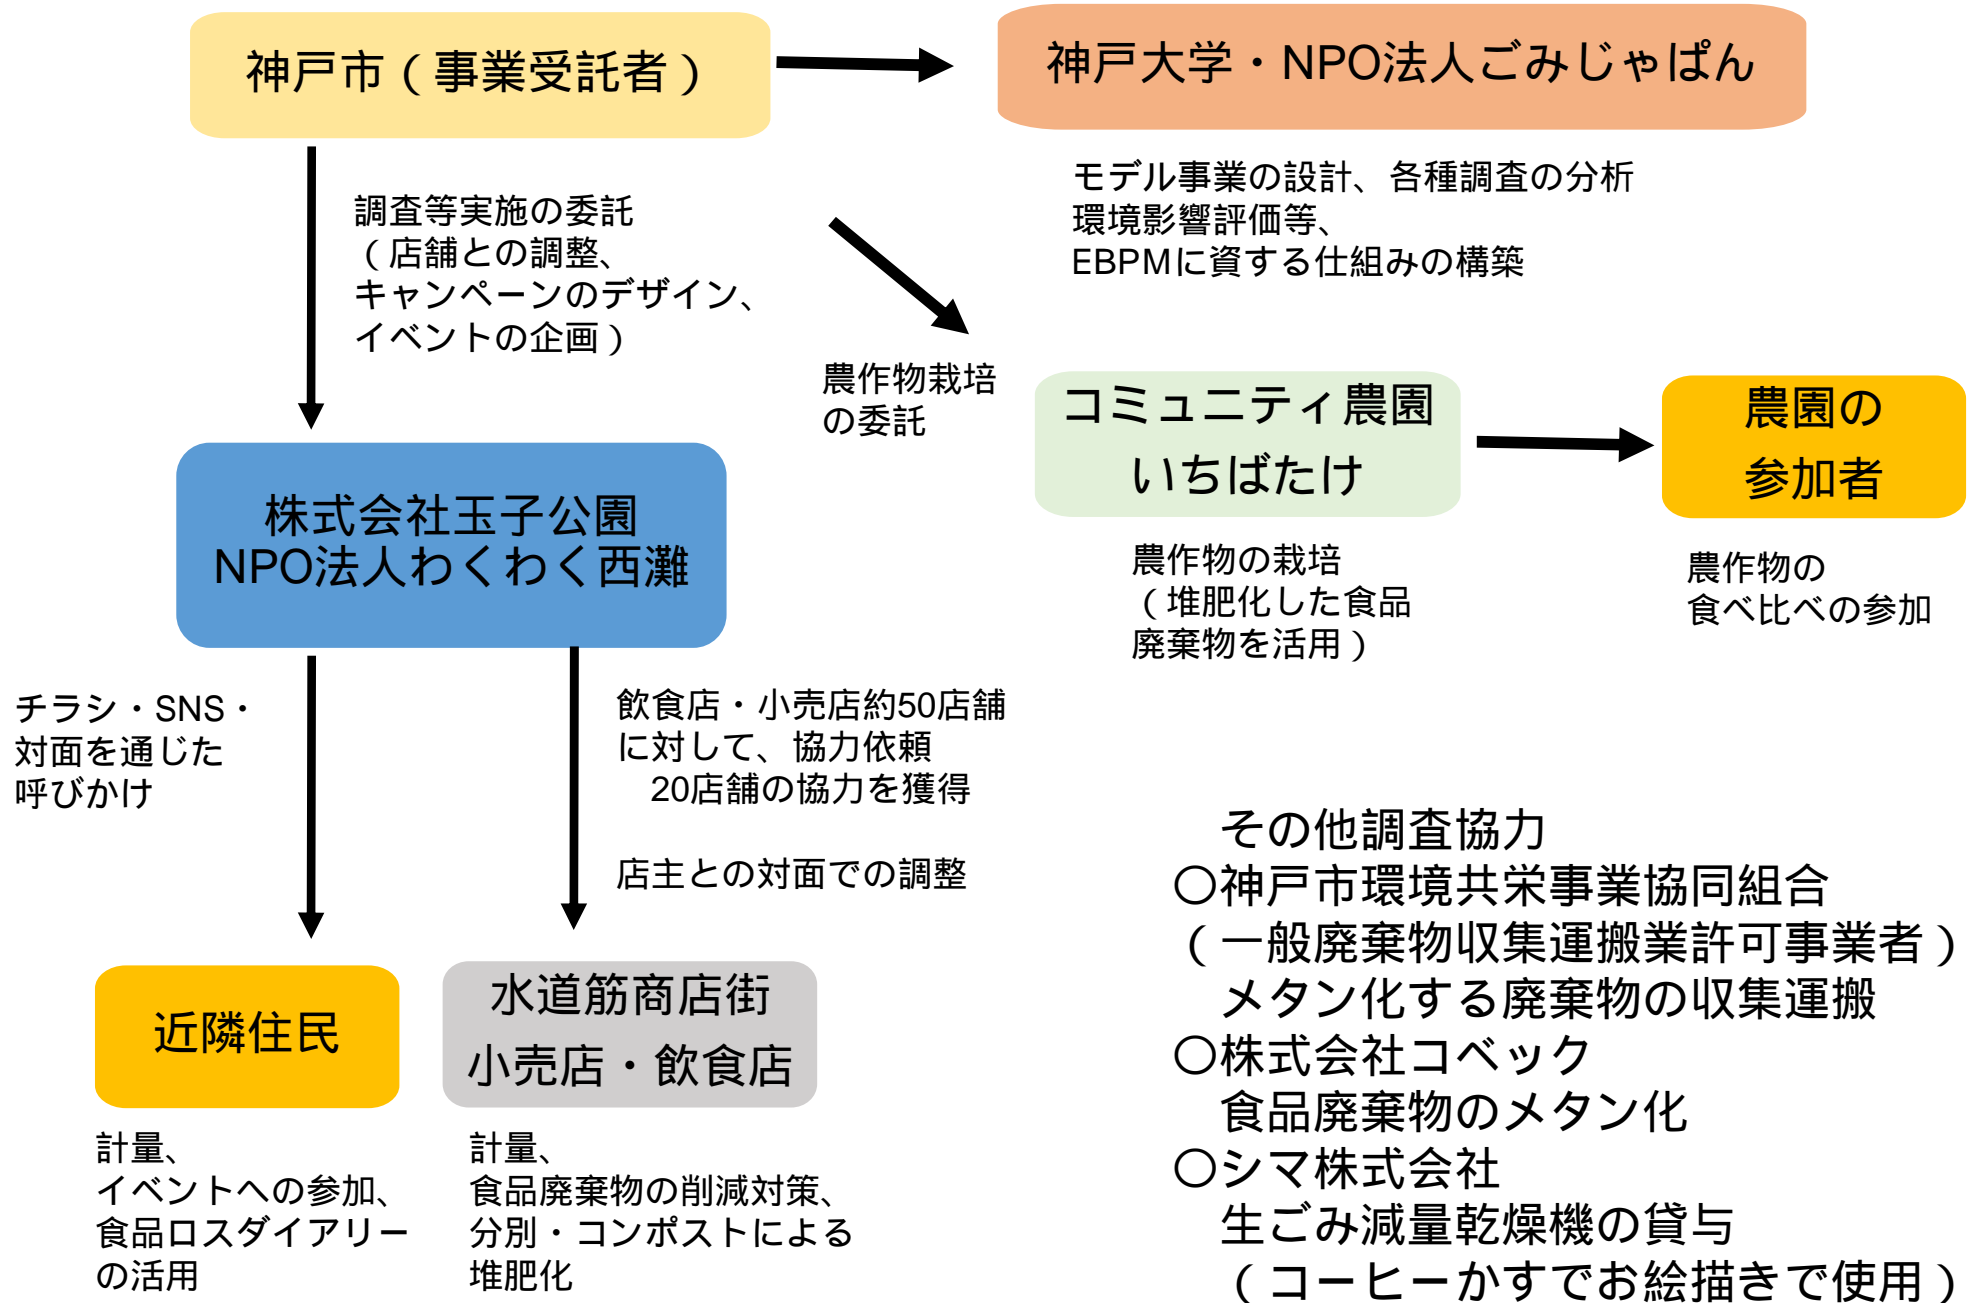 神戸市（事業受託者）
神戸大学・NPO法人ごみじゃぱん
モデル事業の設計、各種調査の分析
環境影響評価等、
EBPMに資する仕組みの構築
調査等実施の委託
（店舗との調整、
キャンペーンのデザイン、
イベントの企画）
農作物栽培
の委託
コミュニティ農園
いちばたけ
農園の
参加者
農作物の栽培
（堆肥化した食品
廃棄物を活用）
農作物の
食べ比べの参加
株式会社玉子公園
NPO法人わくわく西灘
チラシ・SNS・
対面を通じた
呼びかけ
飲食店・小売店約50店舗
に対して、協力依頼
20店舗の協力を獲得
店主との対面での調整
近隣住民
水道筋商店街
小売店・飲食店
計量、
イベントへの参加、
食品ロスダイアリー
の活用
計量、
食品廃棄物の削減対策、
分別・コンポストによる
堆肥化
その他調査協力
〇神戸市環境共栄事業協同組合
（一般廃棄物収集運搬業許可事業者）
メタン化する廃棄物の収集運搬
〇株式会社コベック
食品廃棄物のメタン化
〇シマ株式会社
生ごみ減量乾燥機の貸与
（コーヒーかすでお絵描きで使用）